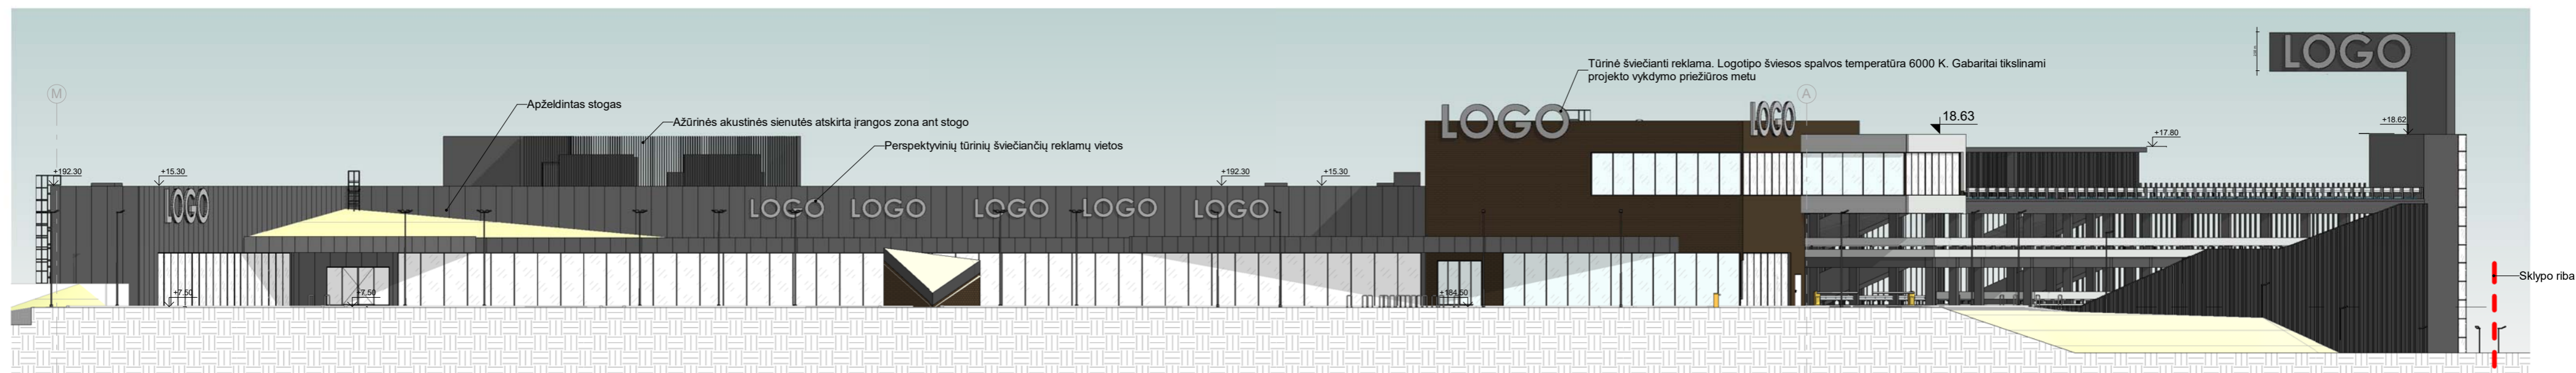 LOGO
Tūrinė šviečianti reklama. Logotipo šviesos spalvos temperatūra 6000 K. Gabaritai tikslinami
projekto vykdymo priežiūros metu
M
A
Apželdintas stogas
LOGO
LOGO
18.63
Ažūrinės akustinės sienutės atskirta įrangos zona ant stogo
+18.62
+17.80
Perspektyvinių tūrinių šviečiančių reklamų vietos
+192.30
+15.30
+192.30
+15.30
LOGO
LOGO
LOGO
LOGO
LOGO
LOGO
Sklypo riba
+7,50
+7,50
+184,50